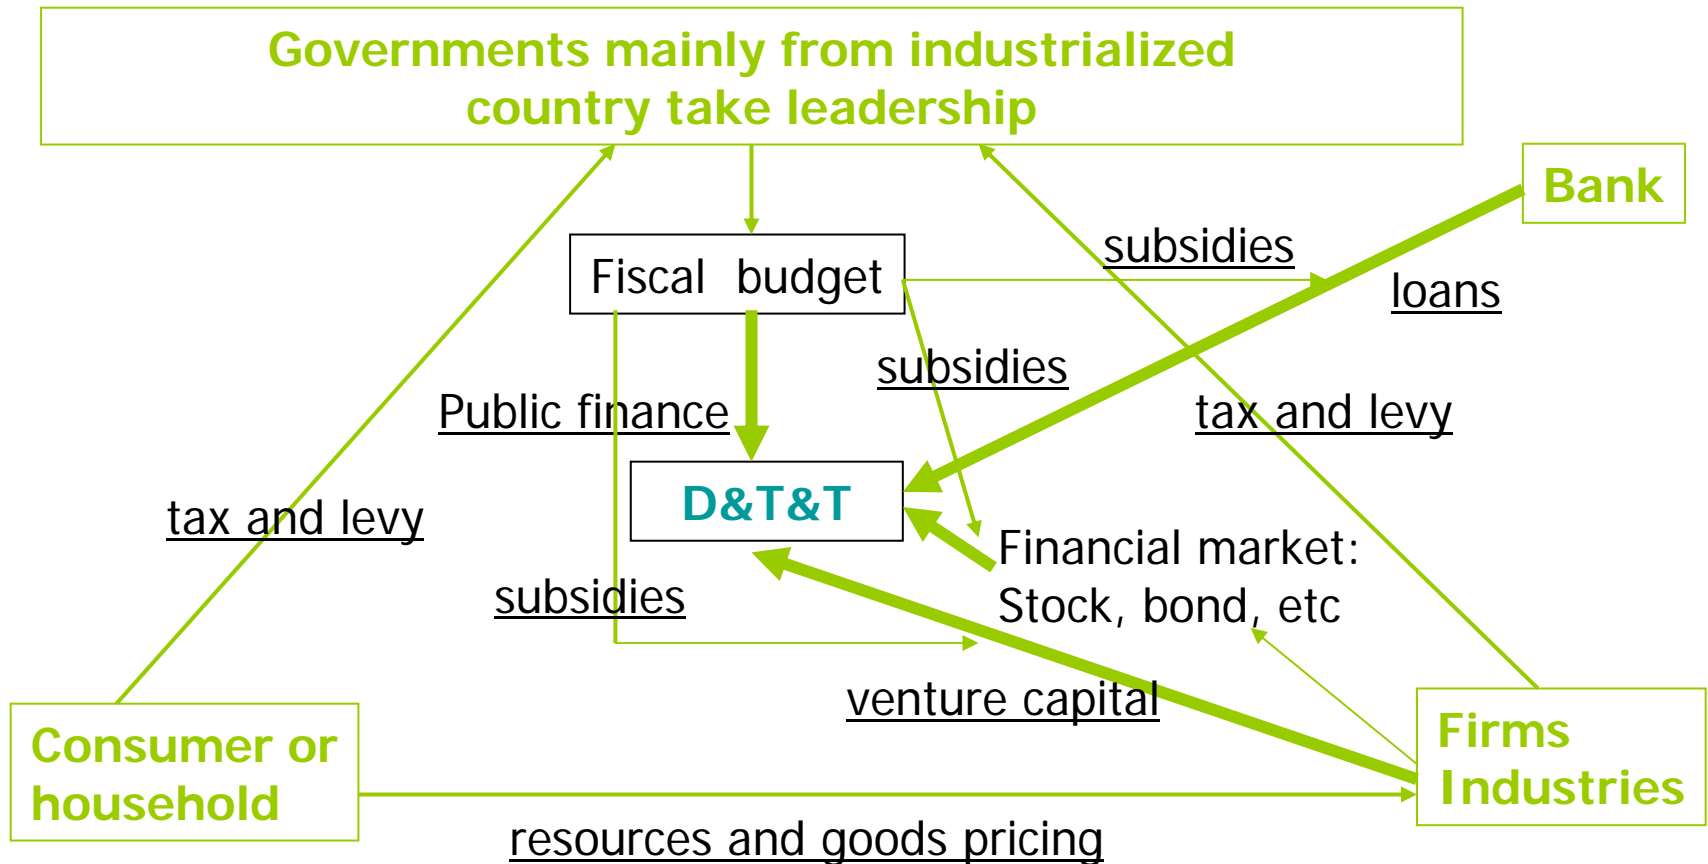 Governments mainly from industrialized
country take leadership
Bank
subsidies
Fiscal budget
loans
subsidies
Public finance
tax and levy
D&T&T
tax and levy
Financial market:
Stock, bond, etc
subsidies
venture capital
Consumer or
household
Firms
Industries
resources and goods pricing